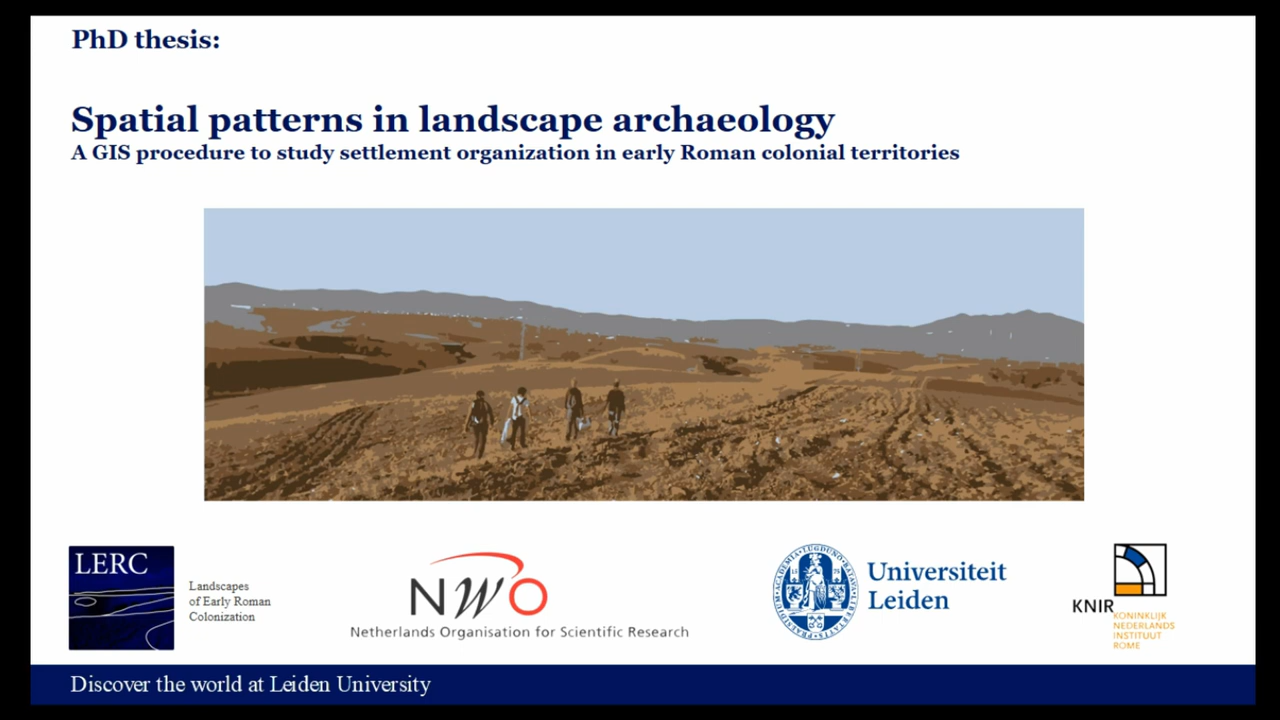 PhD thesis:
Spatial patterns in landscape archaeology
A GIS procedure to study settlement organization in early Roman colonial territories
LERC
Landscapes
of Early Roman
Colonization
NWO
Netherlands Organisation for Scientific Research
Universiteit
Leiden
KNIR
KONINKLIJK
NEDERLANDS
INSTITUUT
ROME
Discover the world at Leiden University